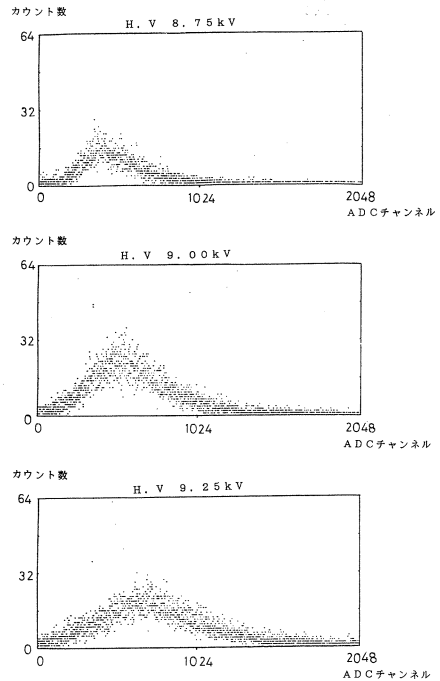 カウント数
H.V 8.75kV
64
32
0
0 1024 2048
ADCチャンネル
カウント数
H.V 9.00kV
64
32
0
0 1024 2048
ADCチャンネル
カウント数
H.V 9.25kV
64
32
0
0 1024 2048
ADCチャンネル